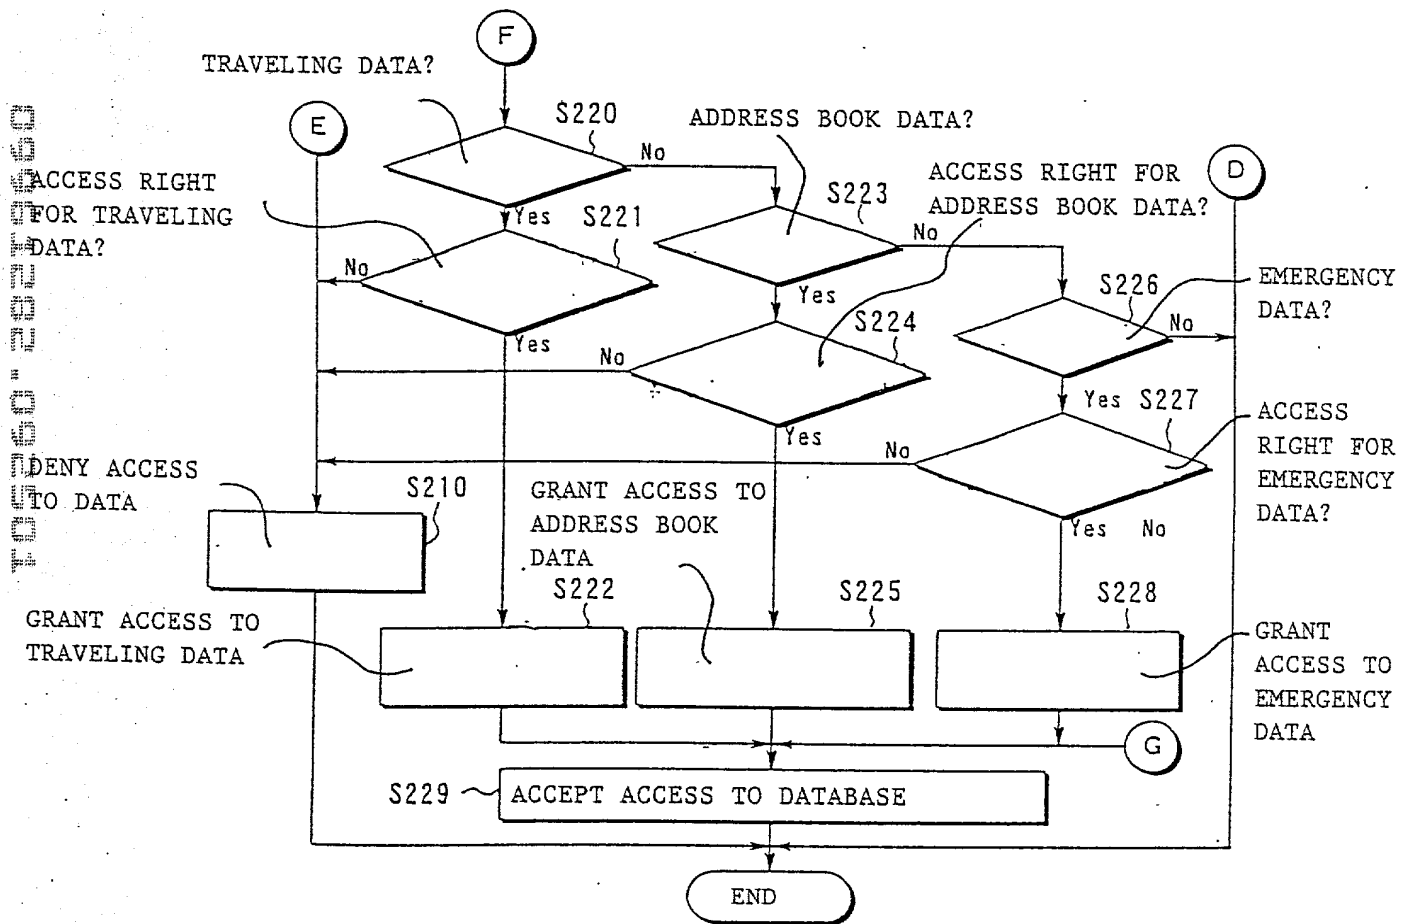 F
TRAVELING DATA?
E
S220
ADDRESS BOOK DATA?
No
D
ACCESS RIGHT
FOR TRAVELING
DATA?
ACCESS RIGHT FOR
ADDRESS BOOK DATA?
S223
Yes
S221
No
No
S226
EMERGENCY
DATA?
Yes
S224
No
Yes
No
Yes S227
ACCESS
RIGHT FOR
EMERGENCY
DATA?
Yes
No
DENY ACCESS
TO DATA
S210
GRANT ACCESS TO
ADDRESS BOOK
DATA
Yes No
S222
S225
S228
GRANT ACCESS TO
TRAVELING DATA
GRANT
ACCESS TO
EMERGENCY
DATA
G
S229
ACCEPT ACCESS TO DATABASE
END